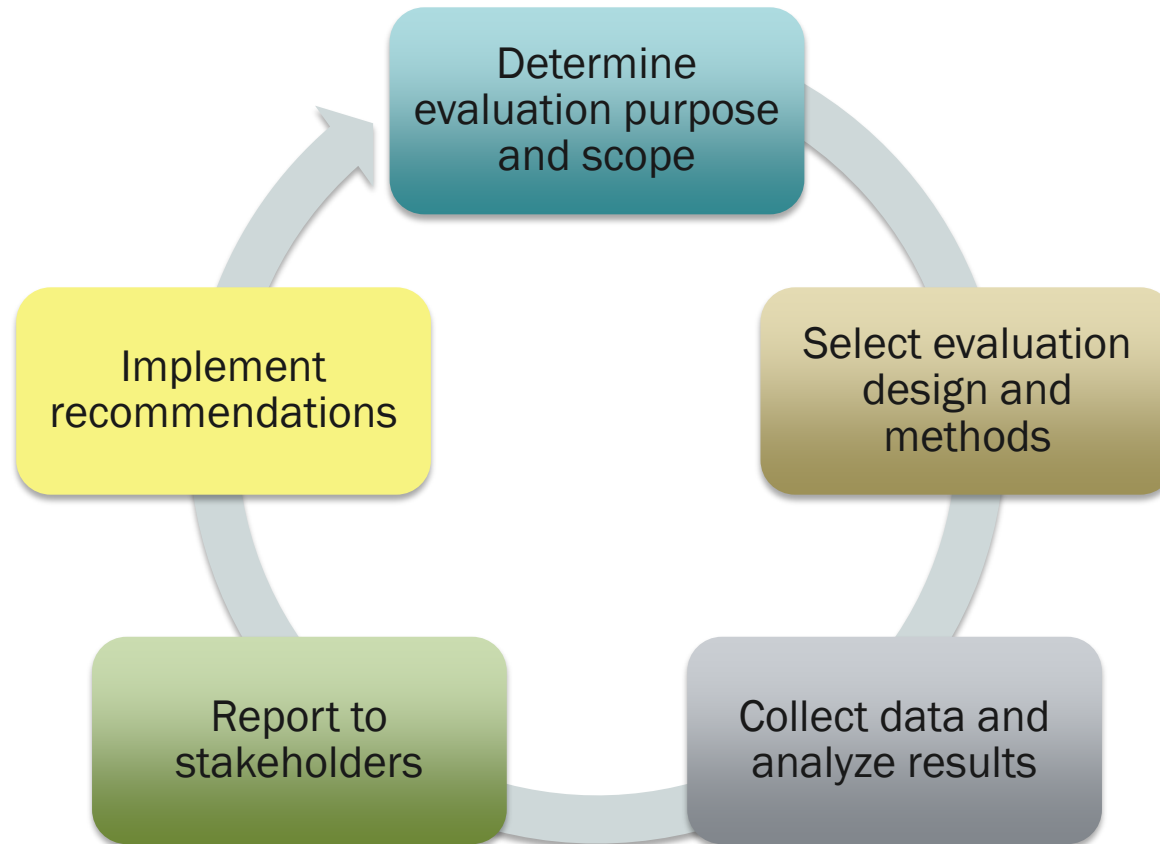 Determine
evaluation purpose
and scope
Select evaluation
design and
methods
Collect data and
analyze results
Report to
stakeholders
Implement
recommendations